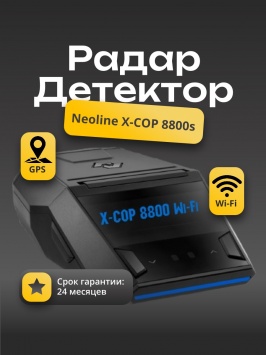 Радар
Детектор
Neoline X-COP 8800s
GPS
Wi-Fi
X-COP 8800 Wi-Fi
Срок гарантии:
24 месяцев